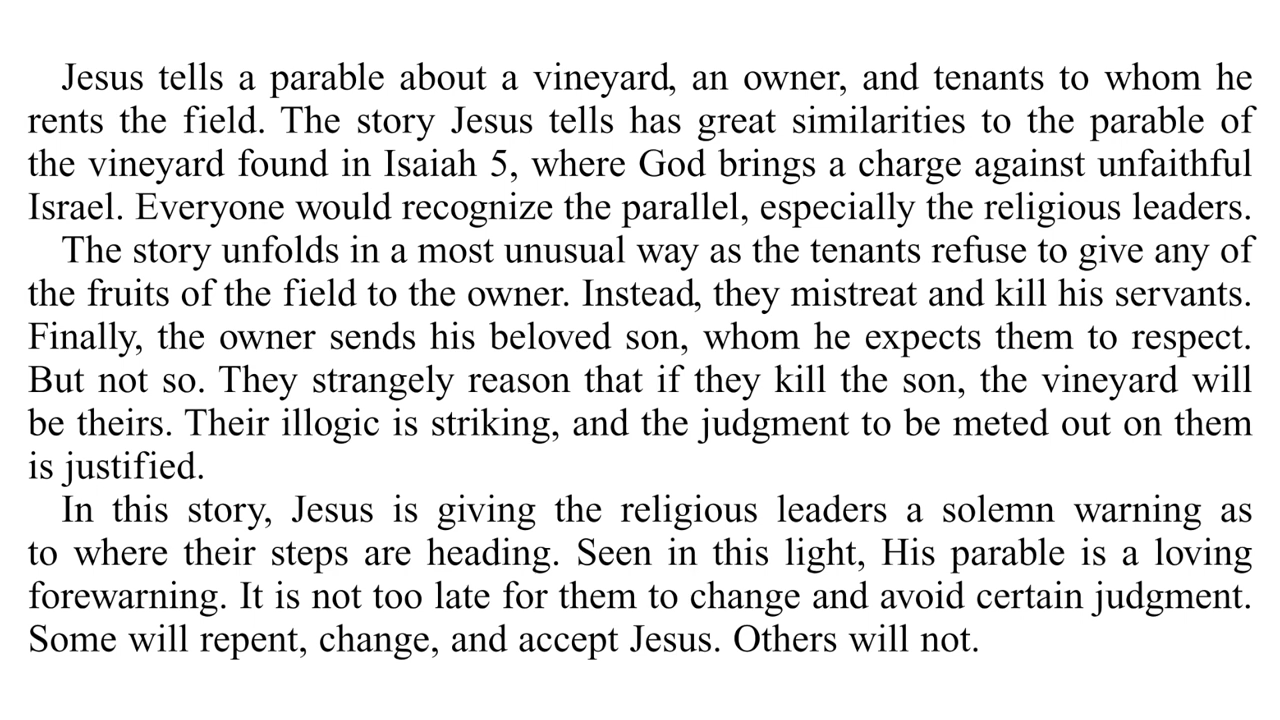 Jesus tells a parable about a vineyard, an owner, and tenants to whom he
rents the field. The story Jesus tells has great similarities to the parable of
the vineyard found in Isaiah 5, where God brings a charge against unfaithful
Israel. Everyone would recognize the parallel, especially the religious leaders.
The story unfolds in a most unusual way as the tenants refuse to give any of
the fruits of the field to the owner. Instead, they mistreat and kill his servants.
Finally, the owner sends his beloved son, whom he expects them to respect.
But not so. They strangely reason that if they kill the son, the vineyard will
be theirs. Their illogic is striking, and the judgment to be meted out on them
is justified.
In this story, Jesus is giving the religious leaders a solemn warning as
to where their steps are heading. Seen in this light, His parable is a loving
forewarning. It is not too late for them to change and avoid certain judgment.
Some will repent, change, and accept Jesus. Others will not.